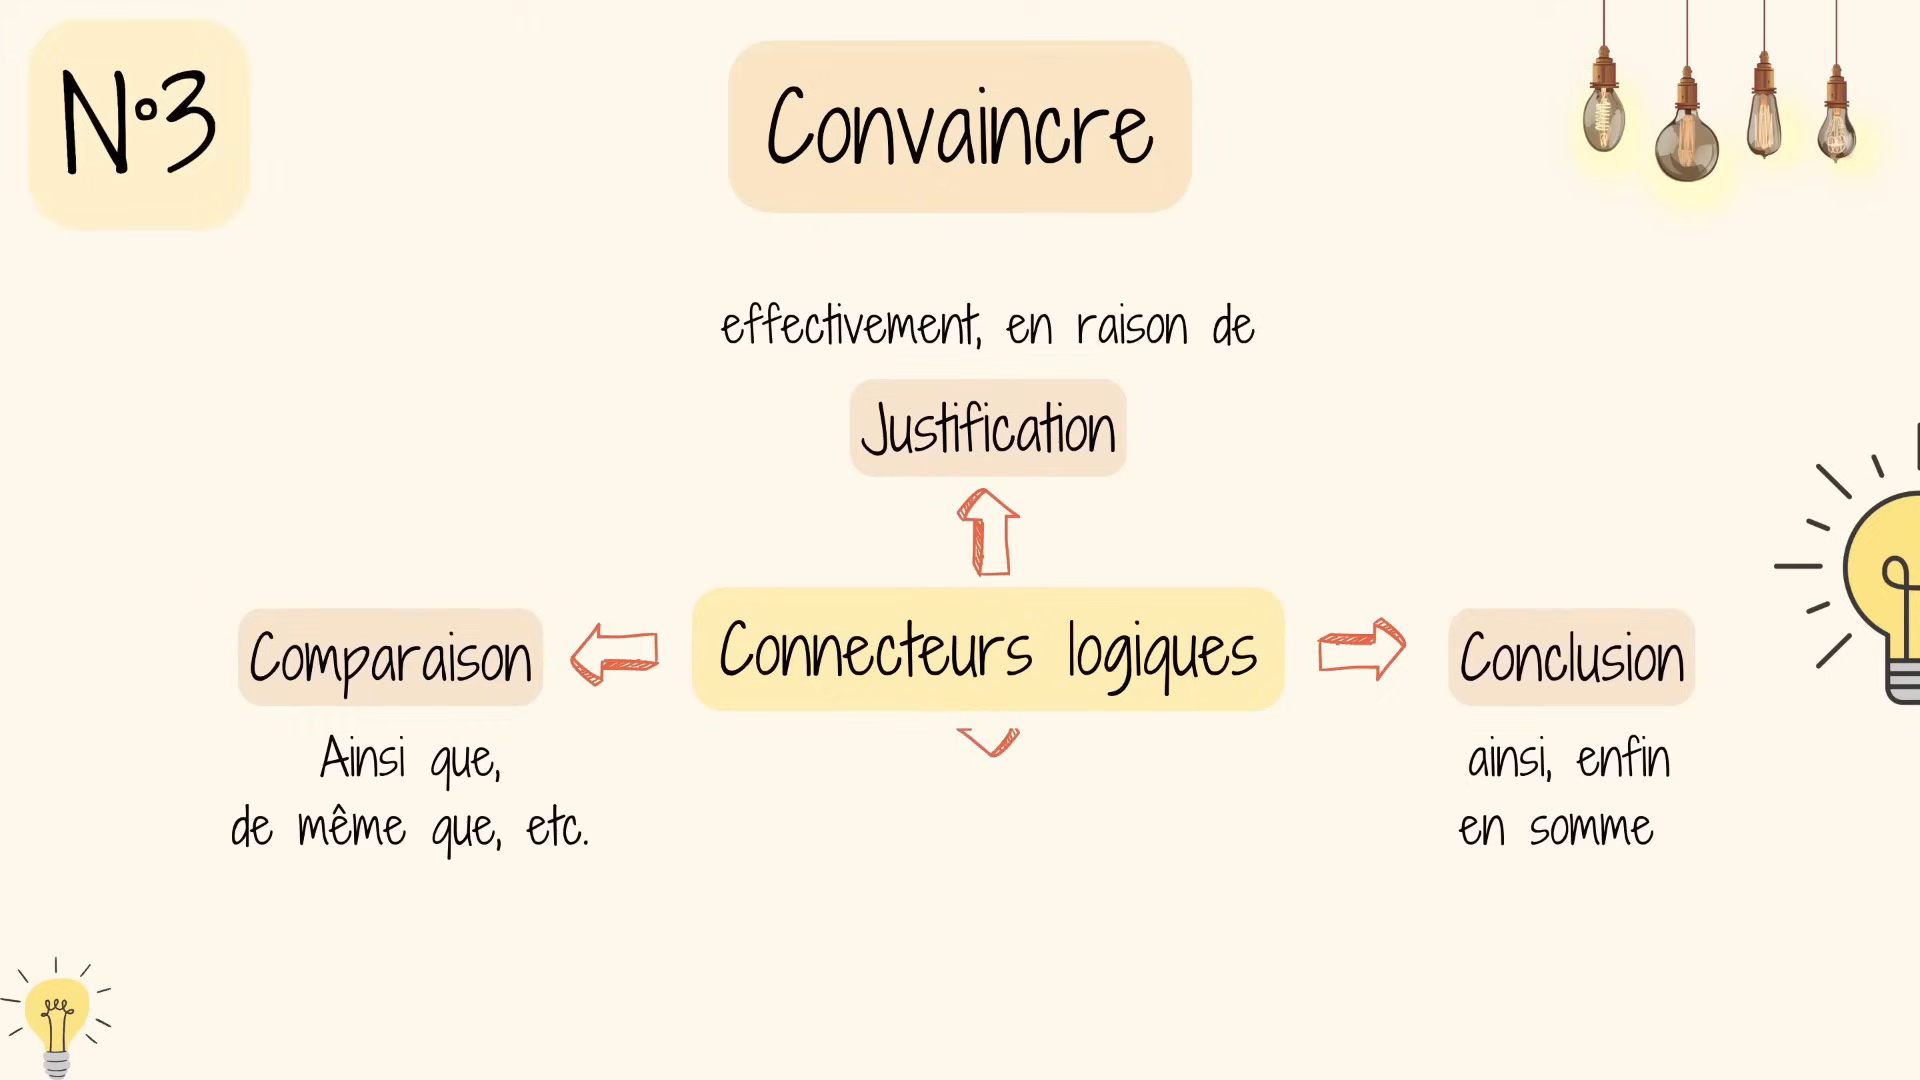 N°3
Convaincre
effectivement, en raison de
Justification
Comparaison
Connecteurs logiques
Conclusion
Ainsi que,
de même que, etc.
ainsi, enfin
en somme